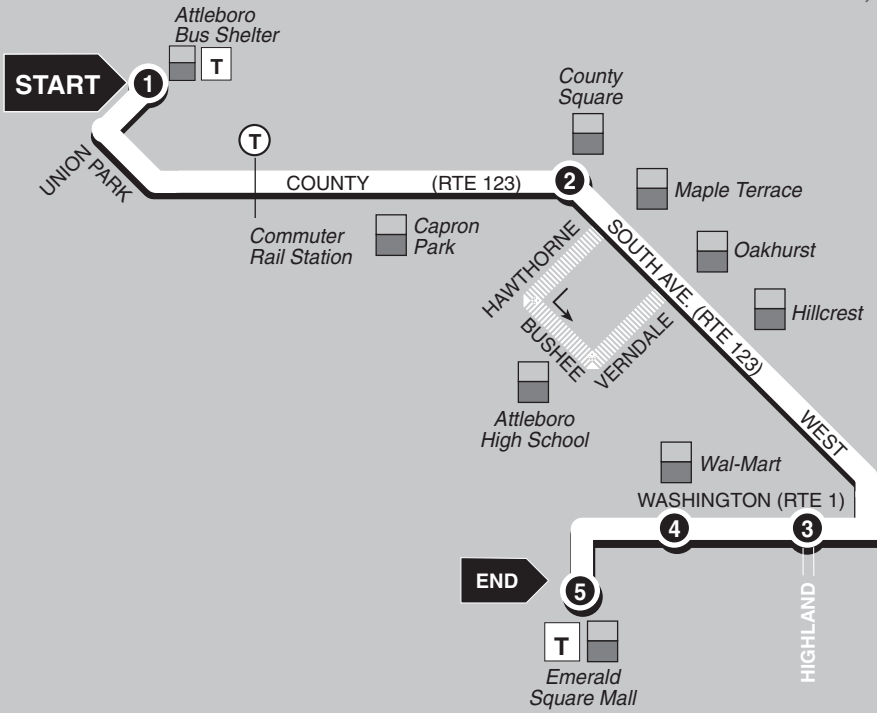 Attleboro
Bus Shelter
T
START
1
T
UNION
PARK
COUNTY (RTE 123)
Commuter
Rail Station
Capron
Park
County
Square
2
Maple Terrace
Oakhurst
Hillcrest
SOUTH AVE. (RTE 123)
HAWTHORNE
BUSHEE
VERNDALE
Attleboro
High School
WEST
Wal-Mart
WASHINGTON (RTE 1)
4
3
HIGHLAND
END
5
T
Emerald
Square Mall